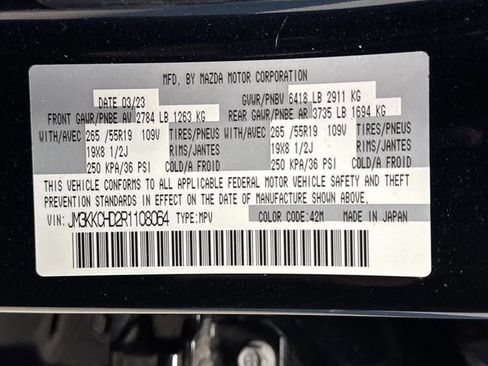 MFD. BY MAZDA MOTOR CORPORATION
DATE 03/23 GVWR/PNBV 6418 LB 2911 KG
FRONT GAWR/PNBE AV 2784 LB 1263 KG REAR GAWR/PNBE AR 3735 LB 1694 KG
WITH/AVEC 265 /55R19 109V TIRES/PNEUS WITH/AVEC 265 /55R19 109V TIRES/PNEUS
19X8 1/2J RIMS/JANTES 19X8 1/2J RIMS/JANTES
250 KPA/36 PSI COLD/A FROID 250 KPA/36 PSI COLD/A FROID
THIS VEHICLE CONFORMS TO ALL APPLICABLE FEDERAL MOTOR VEHICLE SAFETY AND THEFT
PREVENTION STANDARDS IN EFFECT ON THE DATE OF MANUFACTURE SHOWN ABOVE.
VIN: JM3KKCHD2R1108064 TYPE:MPV COLOR CODE:42M MADE IN JAPAN